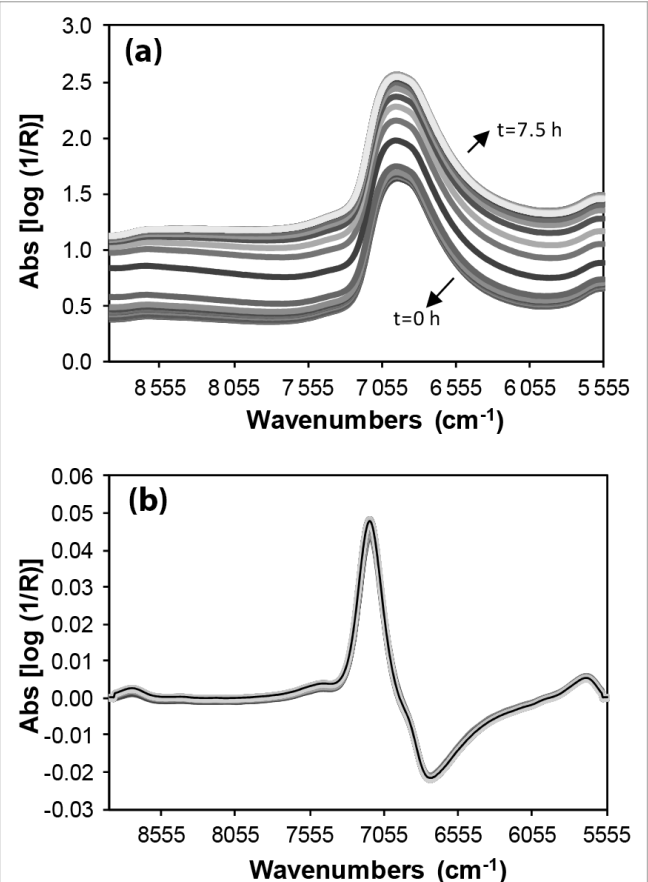 (a)
Abs [log (1/R)]
3.0
2.5
2.0
1.5
1.0
0.5
0.0
t=7.5 h
t=0 h
8 555 8 055 7 555 7 055 6 555 6 055 5 555
Wavenumbers (cm-1)
(b)
Abs [log (1/R)]
0.06
0.05
0.04
0.03
0.02
0.01
0.00
-0.01
-0.02
-0.03
8555 8055 7555 7055 6555 6055 5555
Wavenumbers (cm-1)